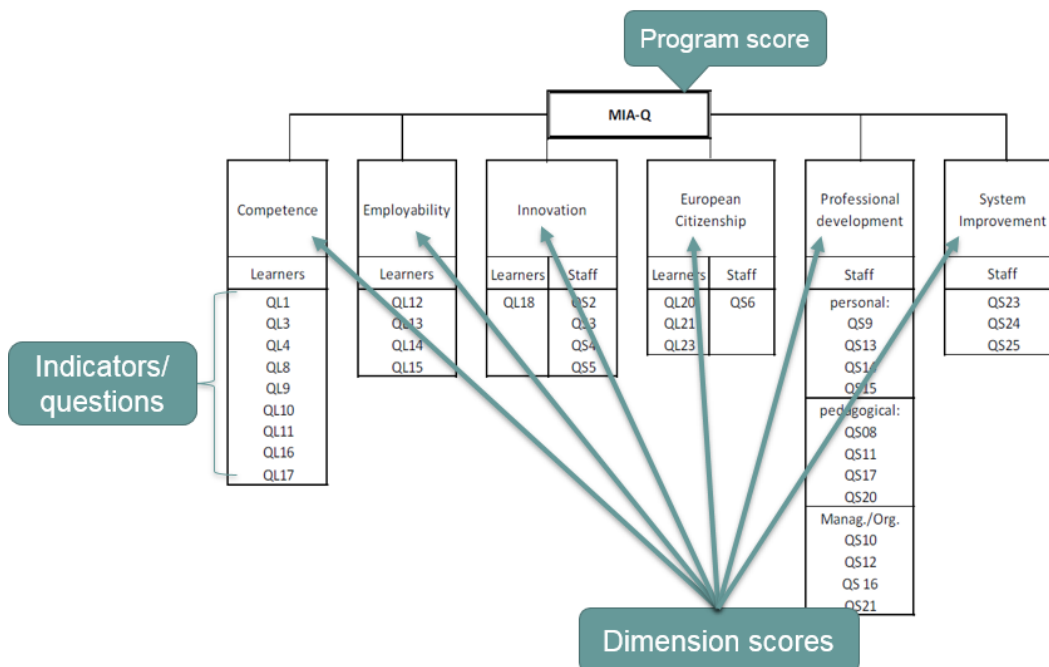 Program score
MIA-Q
Competence
Employability
Innovation
European
Citizenship
Professional
development
System
Improvement
Learners
Learners
Learners
Staff
Learners
Staff
Staff
Staff
QL1
QL3
QL4
QL8
QL9
QL10
QL11
QL16
QL17
QL12
QL13
QL14
QL15
QL18
QS2
QS3
QS4
QS5
QL20
QL21
QL23
QS6
personal:
QS9
QS13
QS14
QS15
pedagogical:
QS08
QS11
QS17
QS20
Manag./Org.
QS10
QS12
QS 16
QS21
QS23
QS24
QS25
Indicators/
questions
Dimension scores